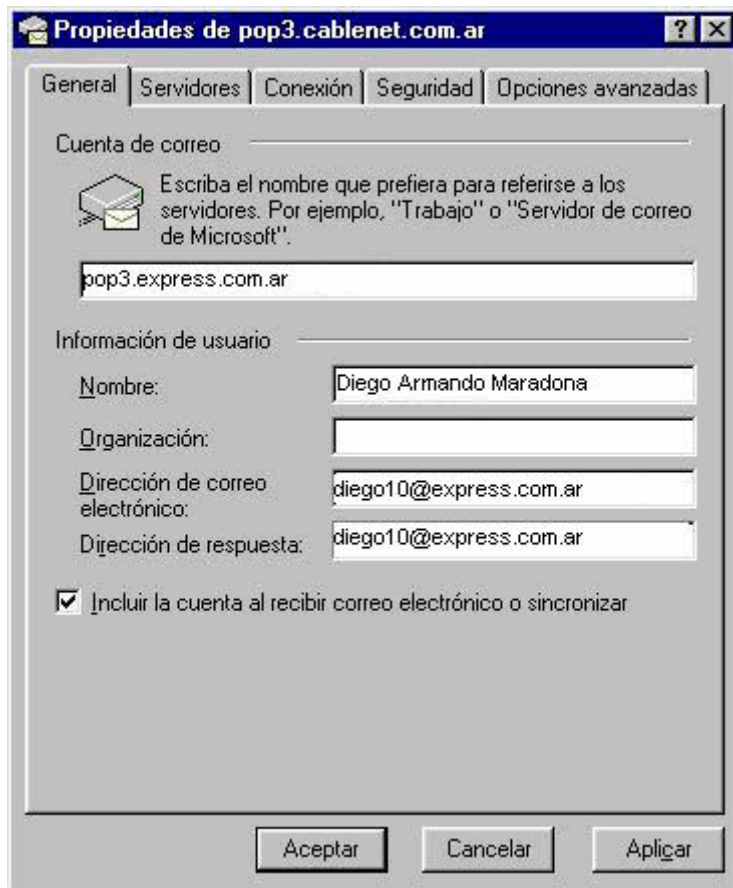 Propiedades de pop3.cablenet.com.ar
General Servidores Conexión Seguridad Opciones avanzadas
Cuenta de correo
Escriba el nombre que prefiera para referirse a los
servidores. Por ejemplo, "Trabajo" o "Servidor de correo
de Microsoft".
pop3.express.com.ar
Información de usuario
Nombre: Diego Armando Maradona
Organización:
Dirección de correo
electrónico: diego10@express.com.ar
Dirección de respuesta: diego10@express.com.ar
Incluir la cuenta al recibir correo electrónico o sincronizar
Aceptar Cancelar Aplicar